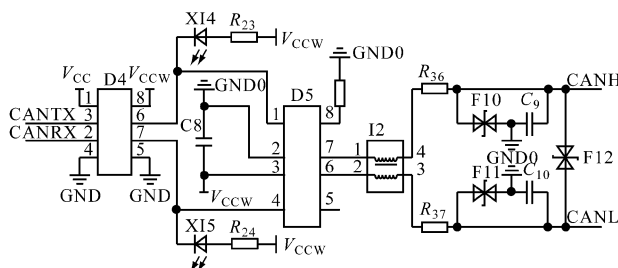 XI4 R23 VCCW
D4
VCC VCCW
GND0 D5 GND0
R36
CANH
1 8
CANTX 3 6
CANRX 2 7
4 5
GND GND
C8
VCCW
1 8
2 7
3 6
4 5
I2
1 4
2 3
F10 C9
GND0
F11 C10
F12
R37
CANL
XI5 R24 VCCW